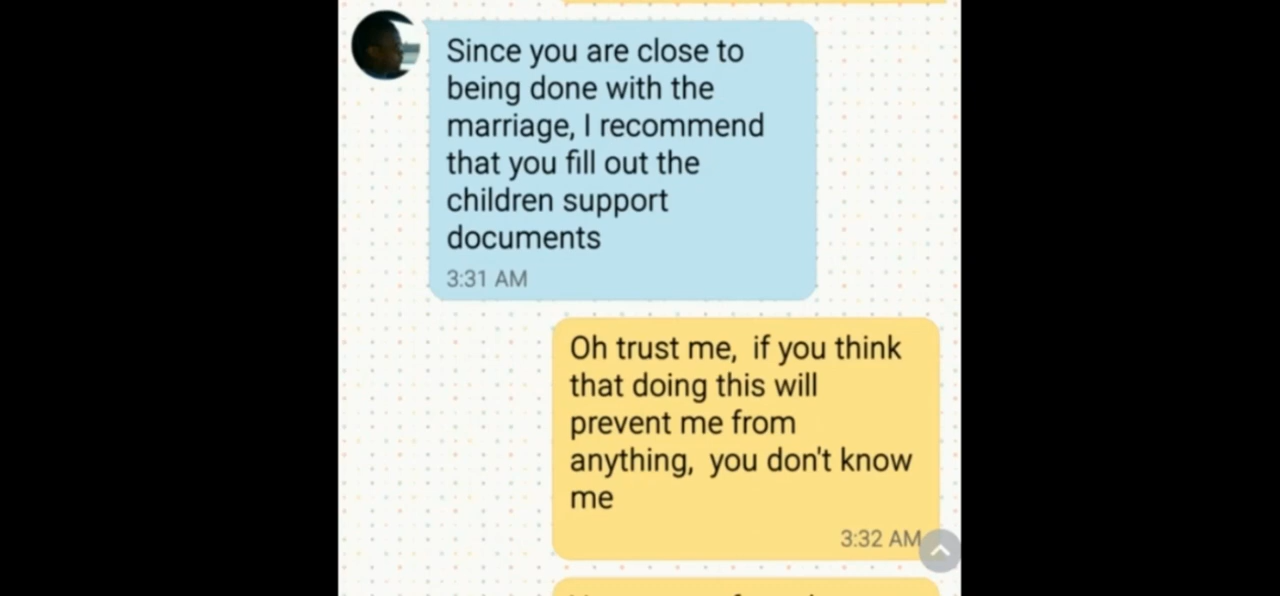 Since you are close to
being done with the
marriage, I recommend
that you fill out the
children support
documents
3:31 AM
Oh trust me,  if you think
that doing this will
prevent me from
anything,  you don't know
me
3:32 AM